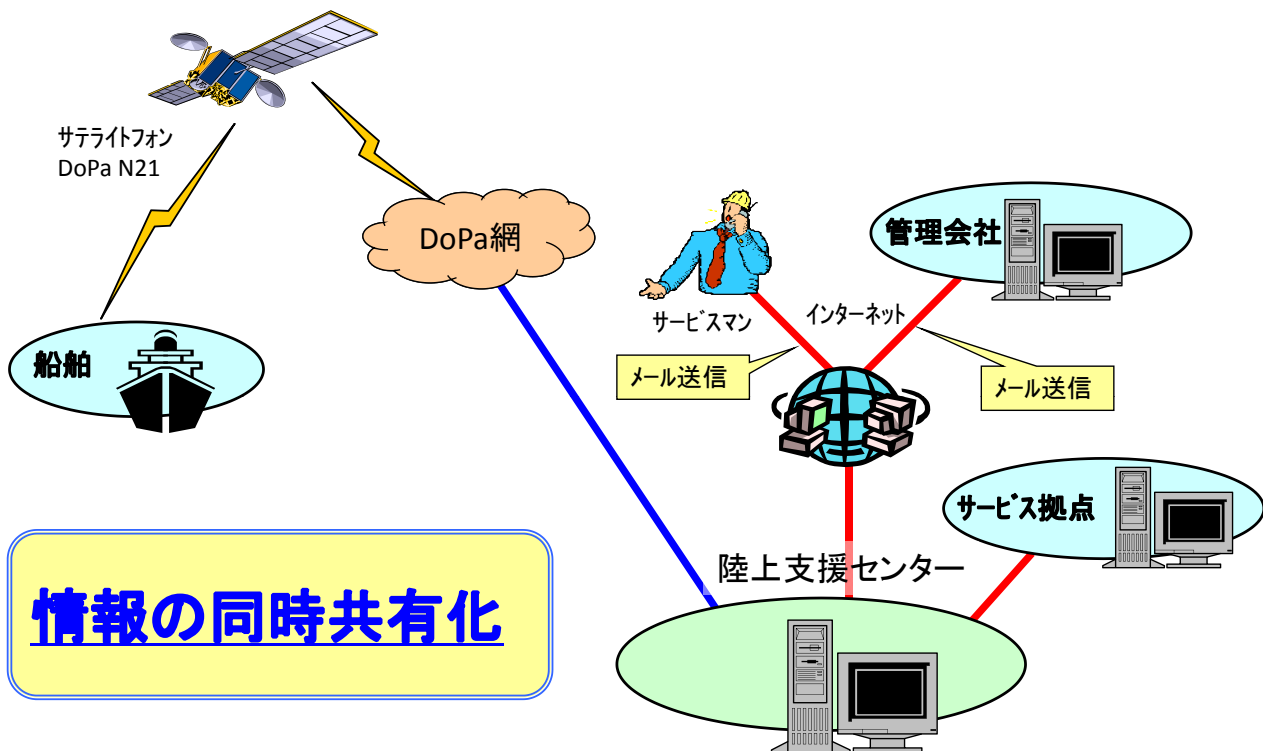 サテライトフォン
DoPa N21
DoPa網
船舶
サービスマン
インターネット
管理会社
メール送信
メール送信
サービス拠点
陸上支援センター
情報の同時共有化